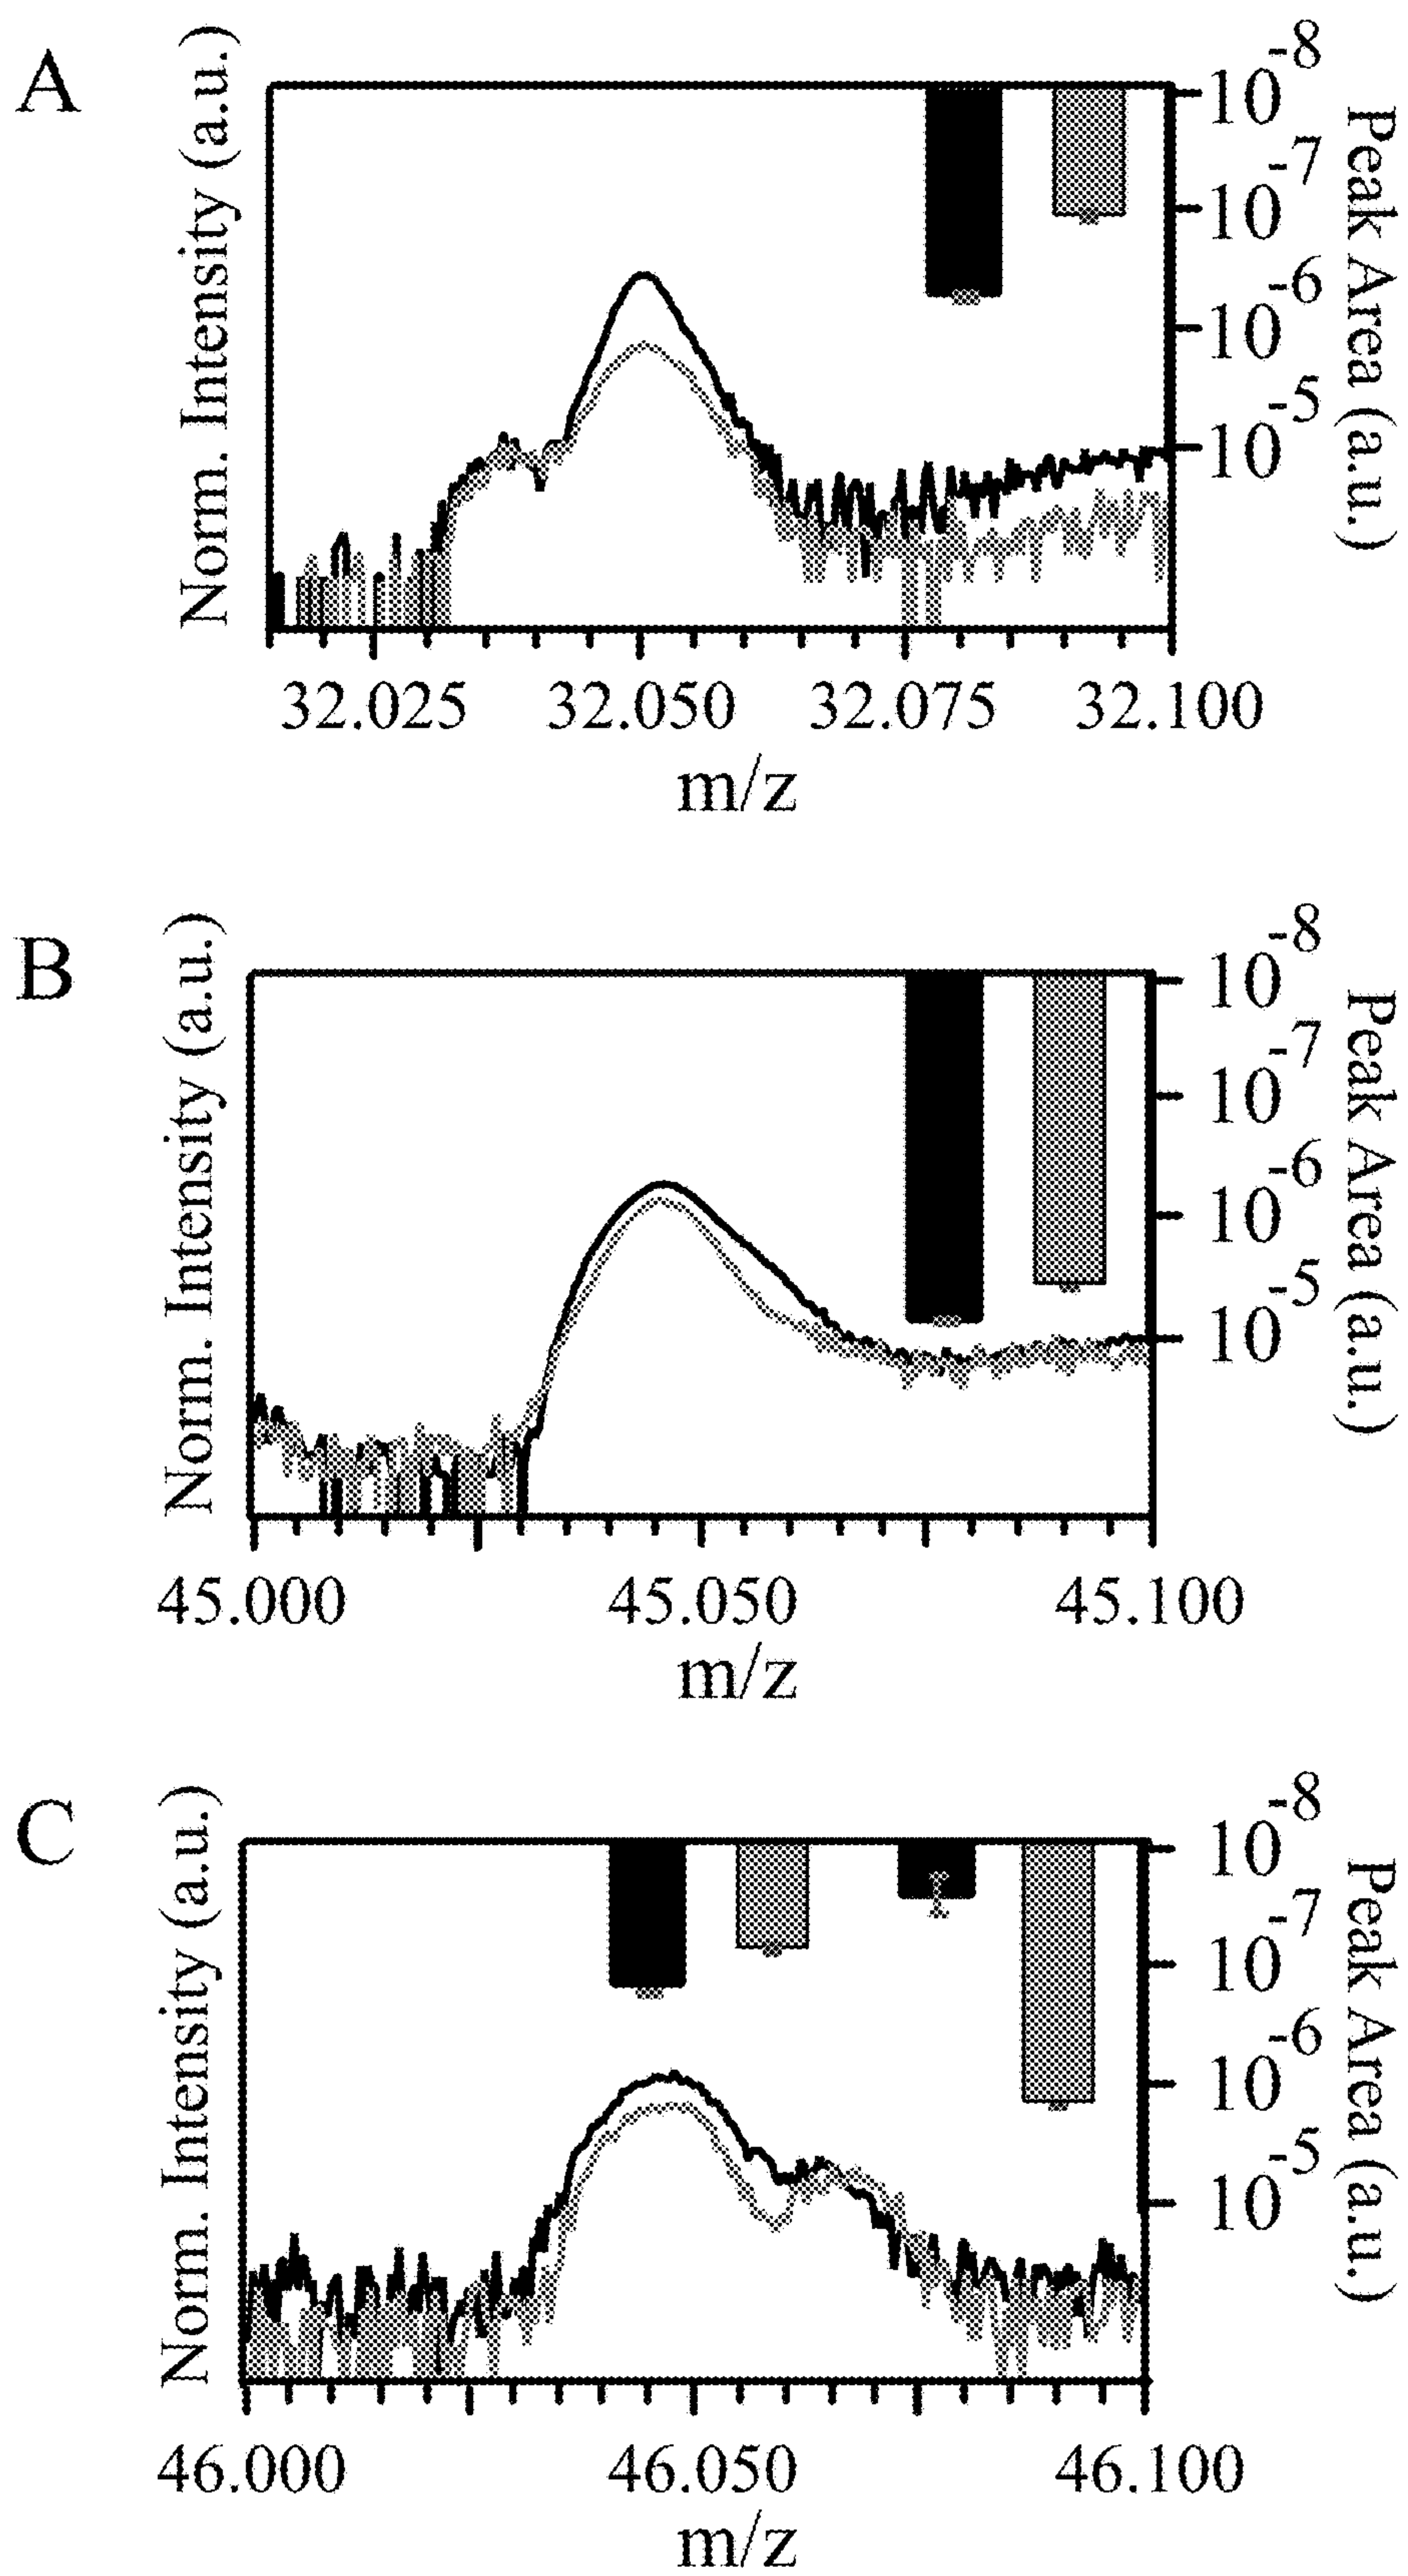 A
Norm. Intensity (a.u.)
10-8
10-7
10-6
10-5
Peak Area (a.u.)
32.025 32.050 32.075 32.100
m/z
B
Norm. Intensity (a.u.)
10-8
10-7
10-6
10-5
Peak Area (a.u.)
45.000 45.050 45.100
m/z
C
Norm. Intensity (a.u.)
10-8
10-7
10-6
10-5
Peak Area (a.u.)
46.000 46.050 46.100
m/z